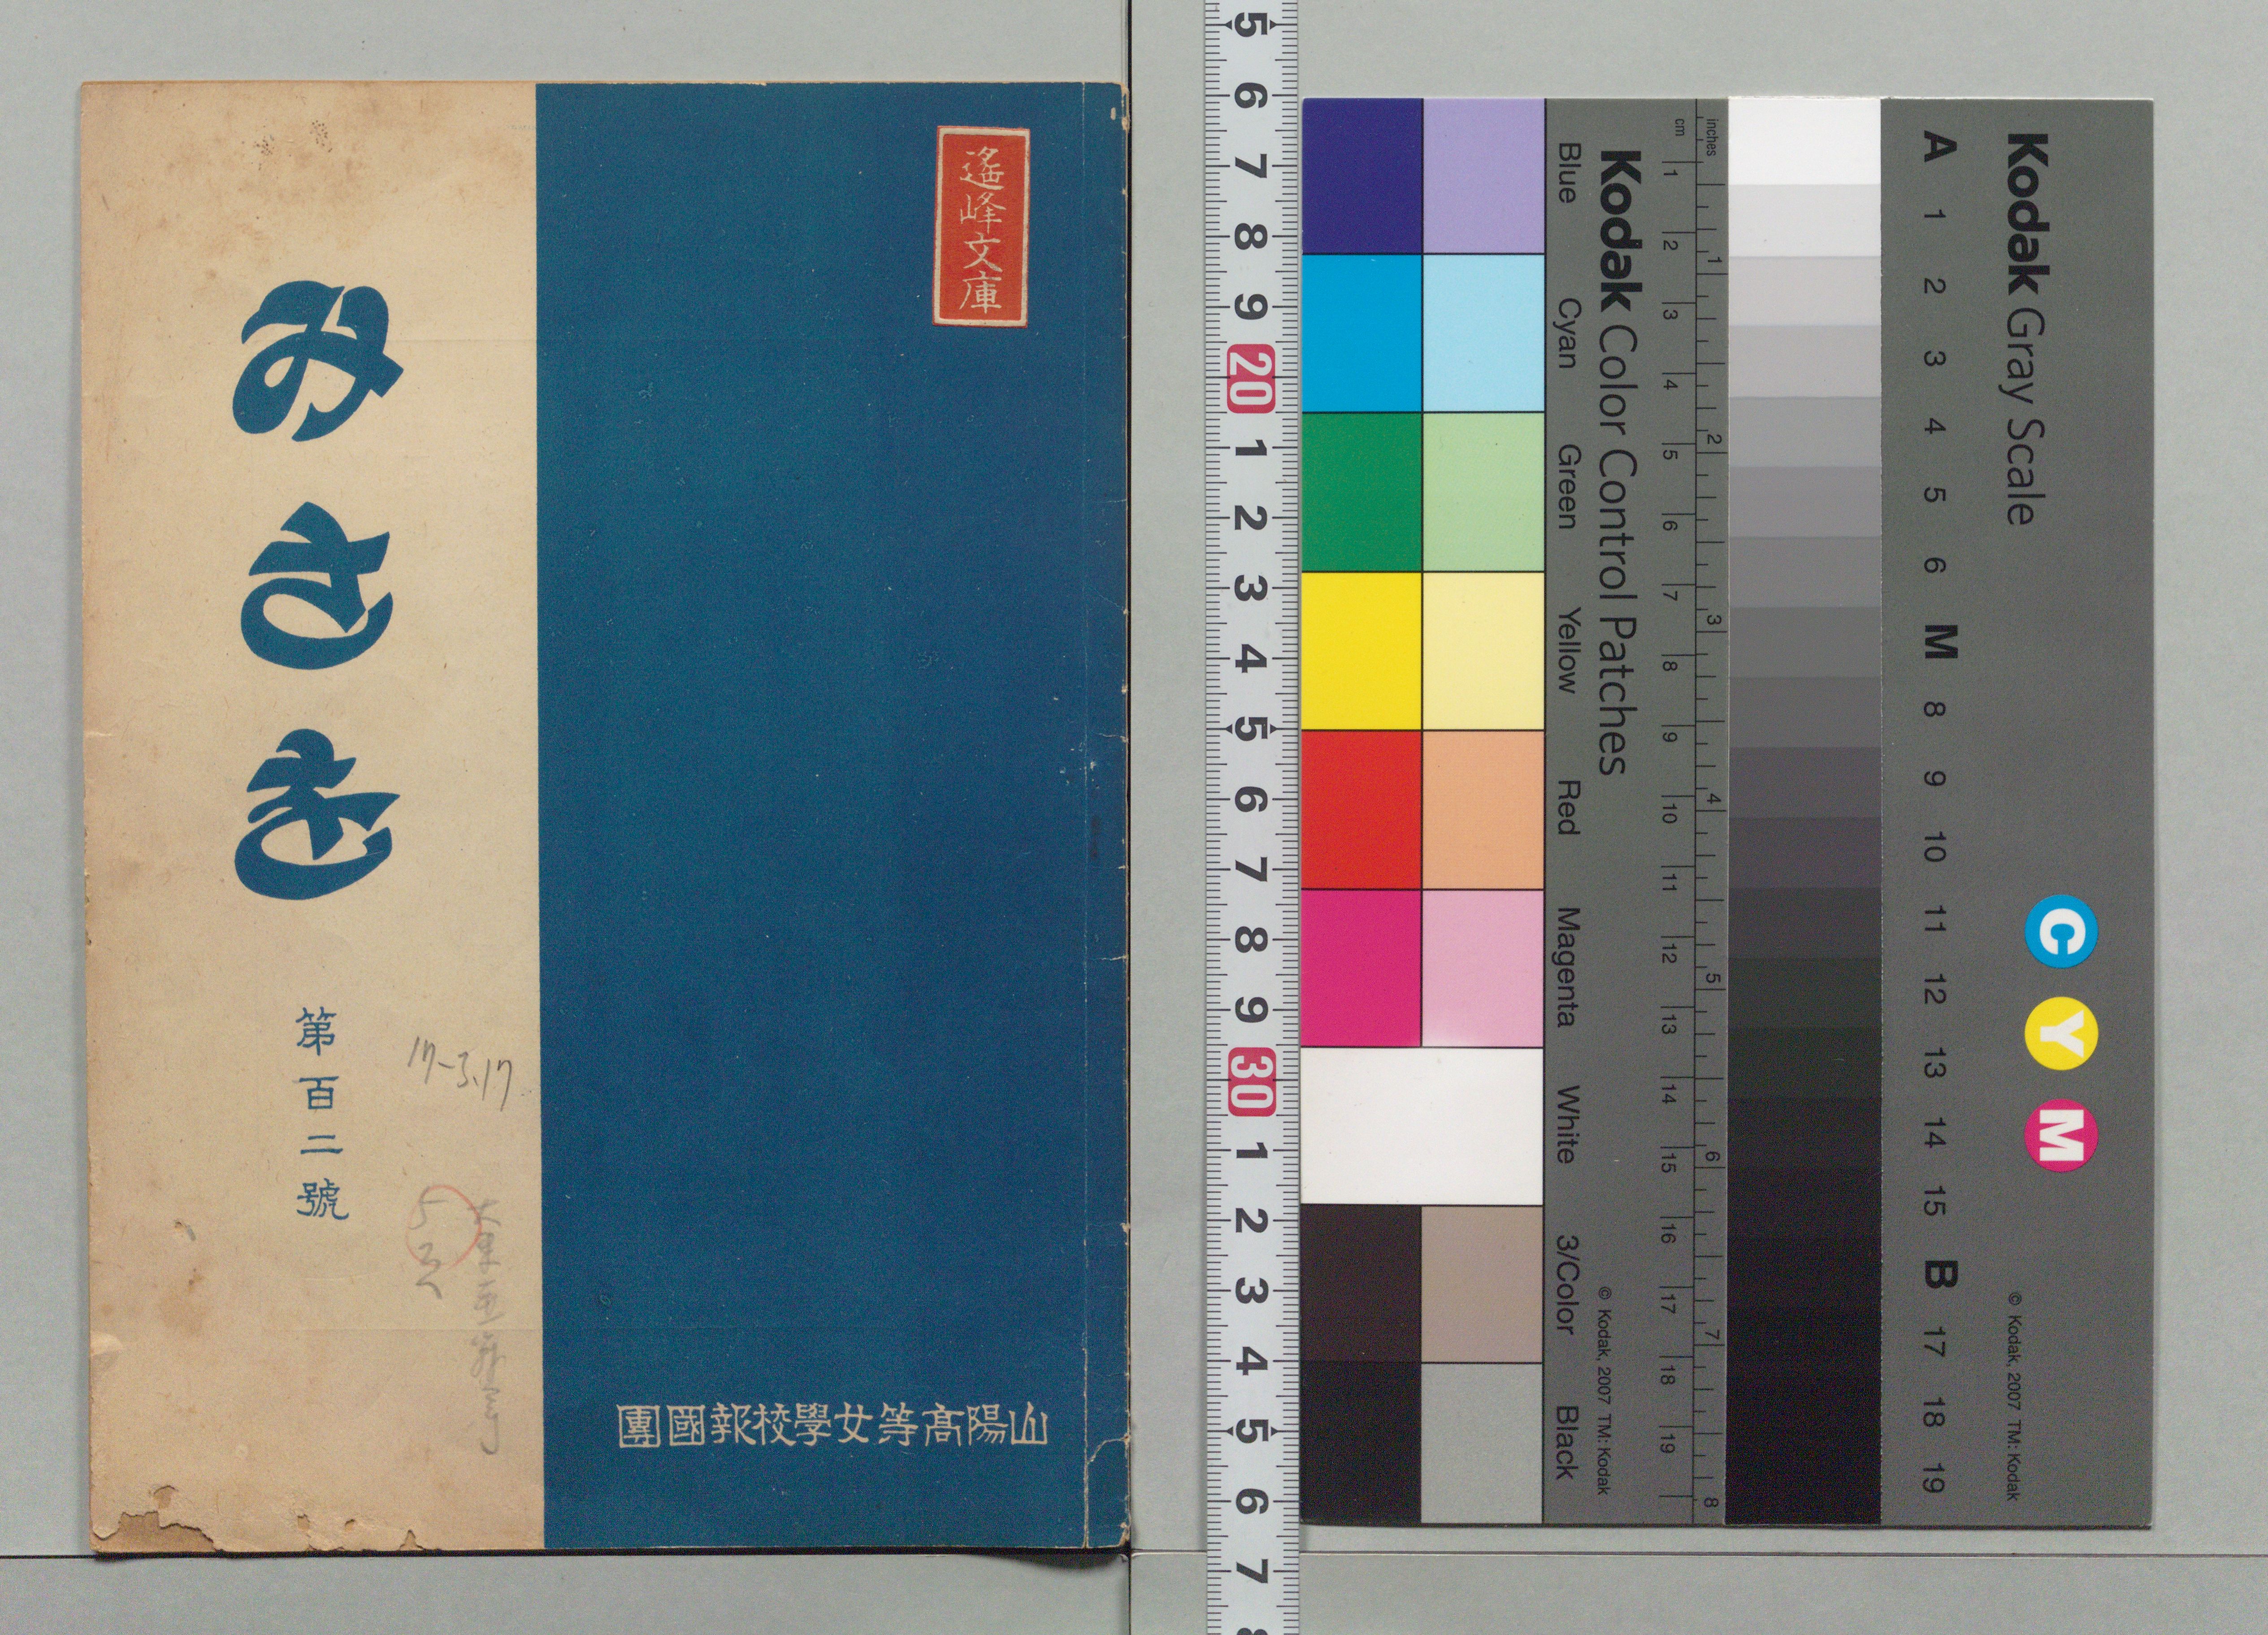 みさを
第百二號
17-3.17
遙峰文庫
山陽高等女學校報國團
5 6 7 8 9 20 1 2 3 4 5 6 7 8 9 30 1 2 3 4 5 6 7
Kodak Color Control Patches
Blue Cyan Green Yellow Red Magenta White 3/Color Black
© Kodak, 2007 TM: Kodak
cm 1 2 3 4 5 6 7 8 9 10 11 12 13 14 15 16 17 18 19
inches 1 2 3 4 5 6 7 8
Kodak Gray Scale
A 1 2 3 4 5 6 M 8 9 10 11 12 13 14 15 B 17 18 19
C Y M
© Kodak, 2007 TM: Kodak